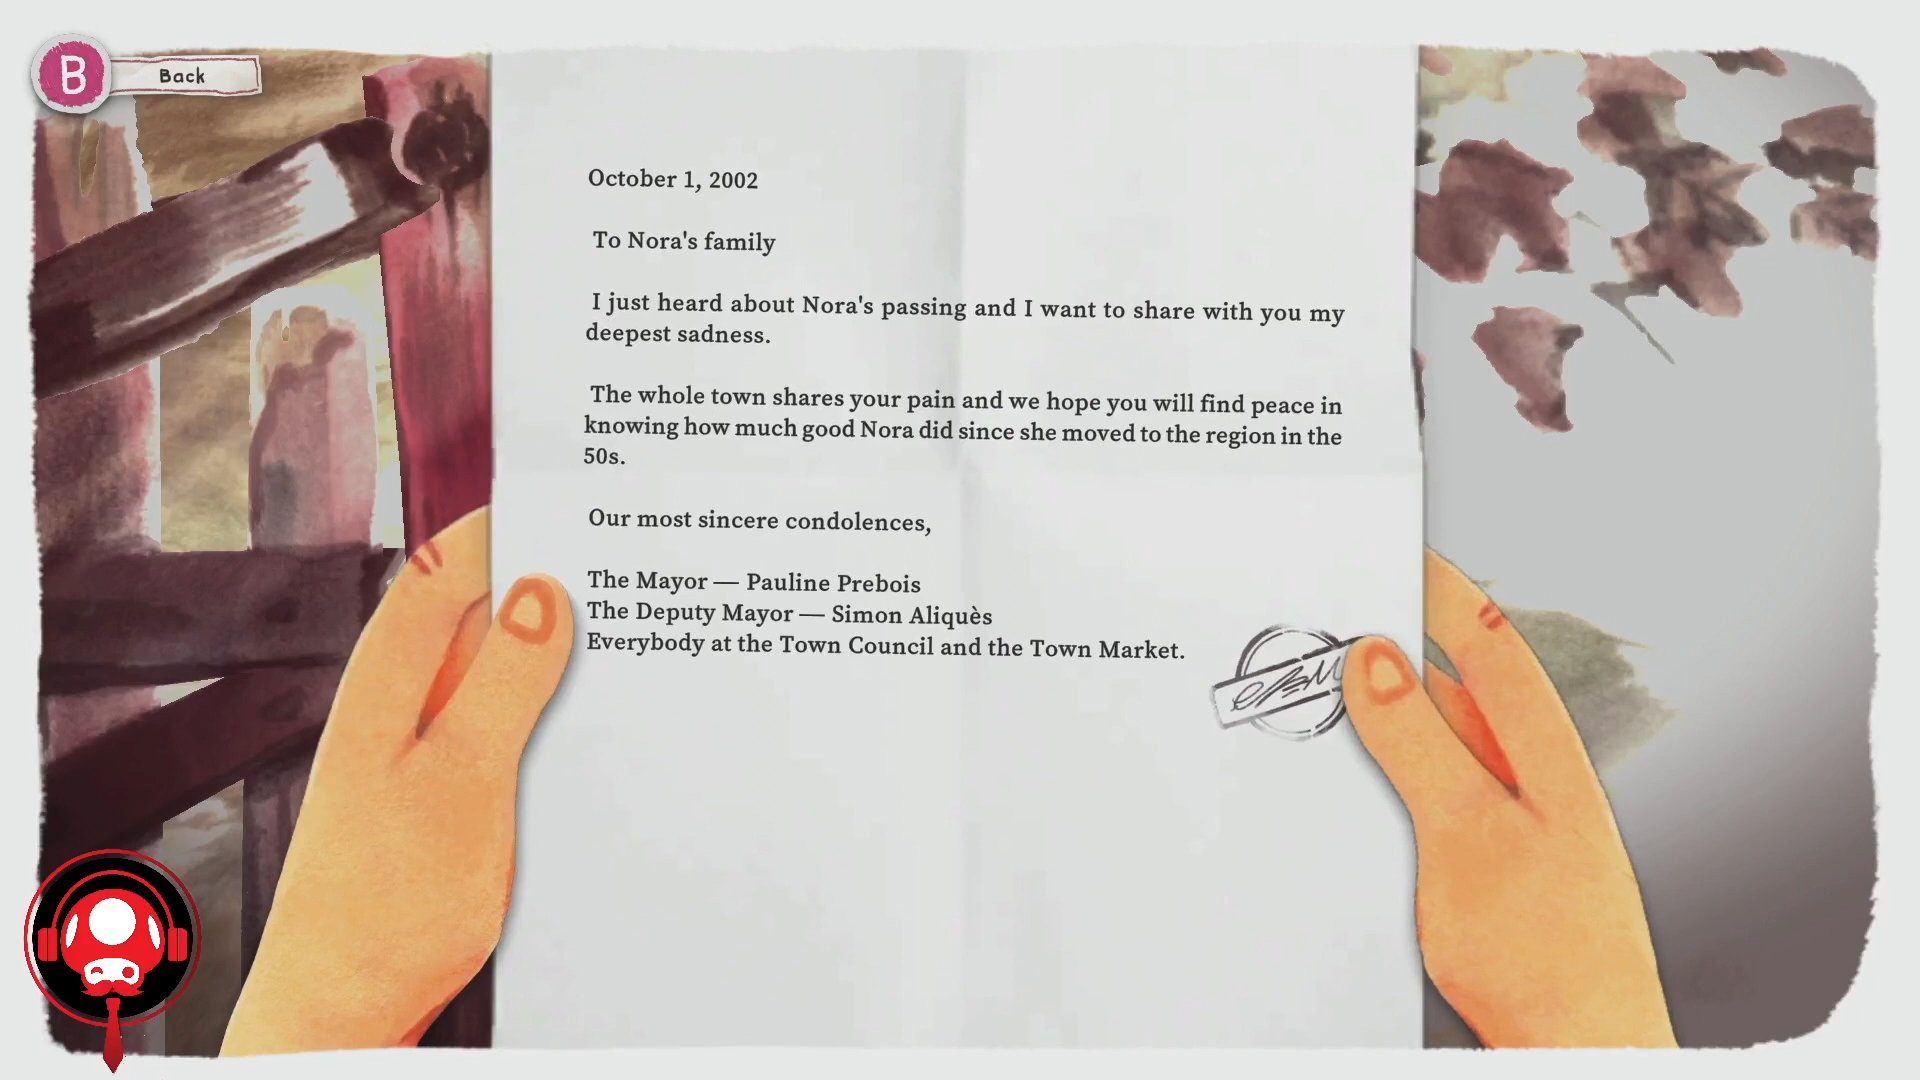 B
Back
October 1, 2002
To Nora's family
I just heard about Nora's passing and I want to share with you my
deepest sadness.
The whole town shares your pain and we hope you will find peace in
knowing how much good Nora did since she moved to the region in the
50s.
Our most sincere condolences,
The Mayor — Pauline Prebois
The Deputy Mayor — Simon Aliquès
Everybody at the Town Council and the Town Market.